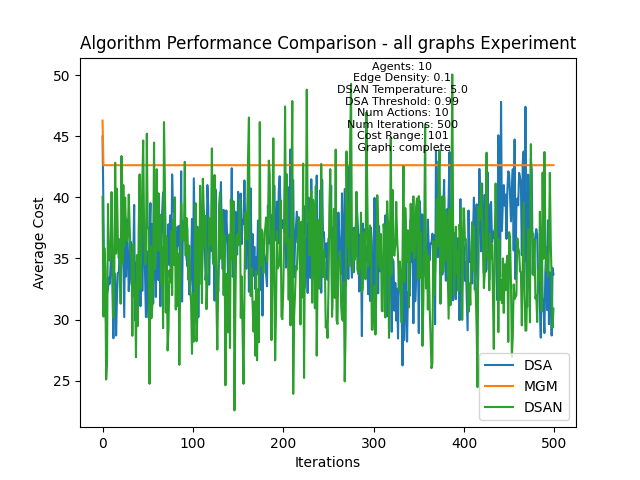 Algorithm Performance Comparison - all graphs Experiment
Agents: 10
Edge Density: 0.1
DSAN Temperature: 5.0
DSA Threshold: 0.99
Num Actions: 10
Num Iterations: 500
Cost Range: 101
Graph: complete
50
45
40
35
30
25
Average Cost
0
100
200
300
400
500
Iterations
DSA
MGM
DSAN